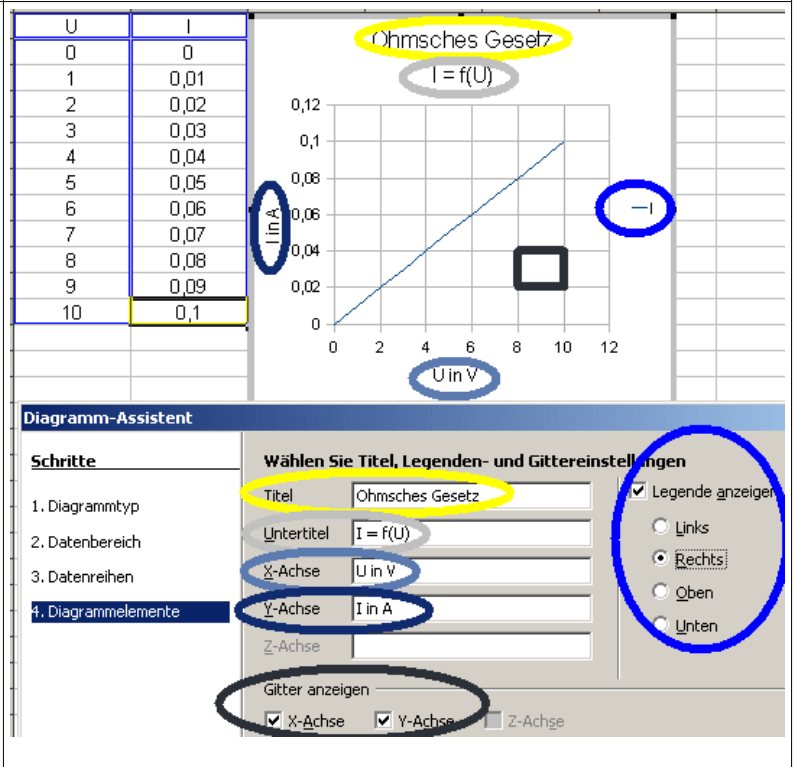 U I
0 0
1 0,01
2 0,02
3 0,03
4 0,04
5 0,05
6 0,06
7 0,07
8 0,08
9 0,09
10 0,1
Ohmsches Gesetz
I = f(U)
0,12
0,1
0,08
0,06
0,04
0,02
0
I in A
0 2 4 6 8 10 12
U in V
I
Diagramm-Assistent
Schritte
1. Diagrammtyp
2. Datenbereich
3. Datenreihen
4. Diagrammelemente
Wählen Sie Titel, Legenden- und Gittereinstellungen
Titel Ohmsches Gesetz
Untertitel I = f(U)
X-Achse U in V
Y-Achse I in A
Z-Achse
Legende anzeigen
Links
Rechts
Oben
Unten
Gitter anzeigen
X-Achse Y-Achse Z-Achse